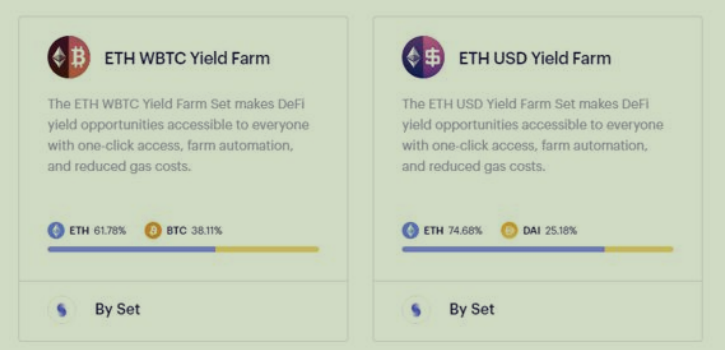 ETH WBTC Yield Farm
The ETH WBTC Yield Farm Set makes DeFi
yield opportunities accessible to everyone
with one-click access, farm automation,
and reduced gas costs.
ETH 61.78% BTC 38.11%
By Set
ETH USD Yield Farm
The ETH USD Yield Farm Set makes DeFi
yield opportunities accessible to everyone
with one-click access, farm automation,
and reduced gas costs.
ETH 74.68% DAI 25.18%
By Set